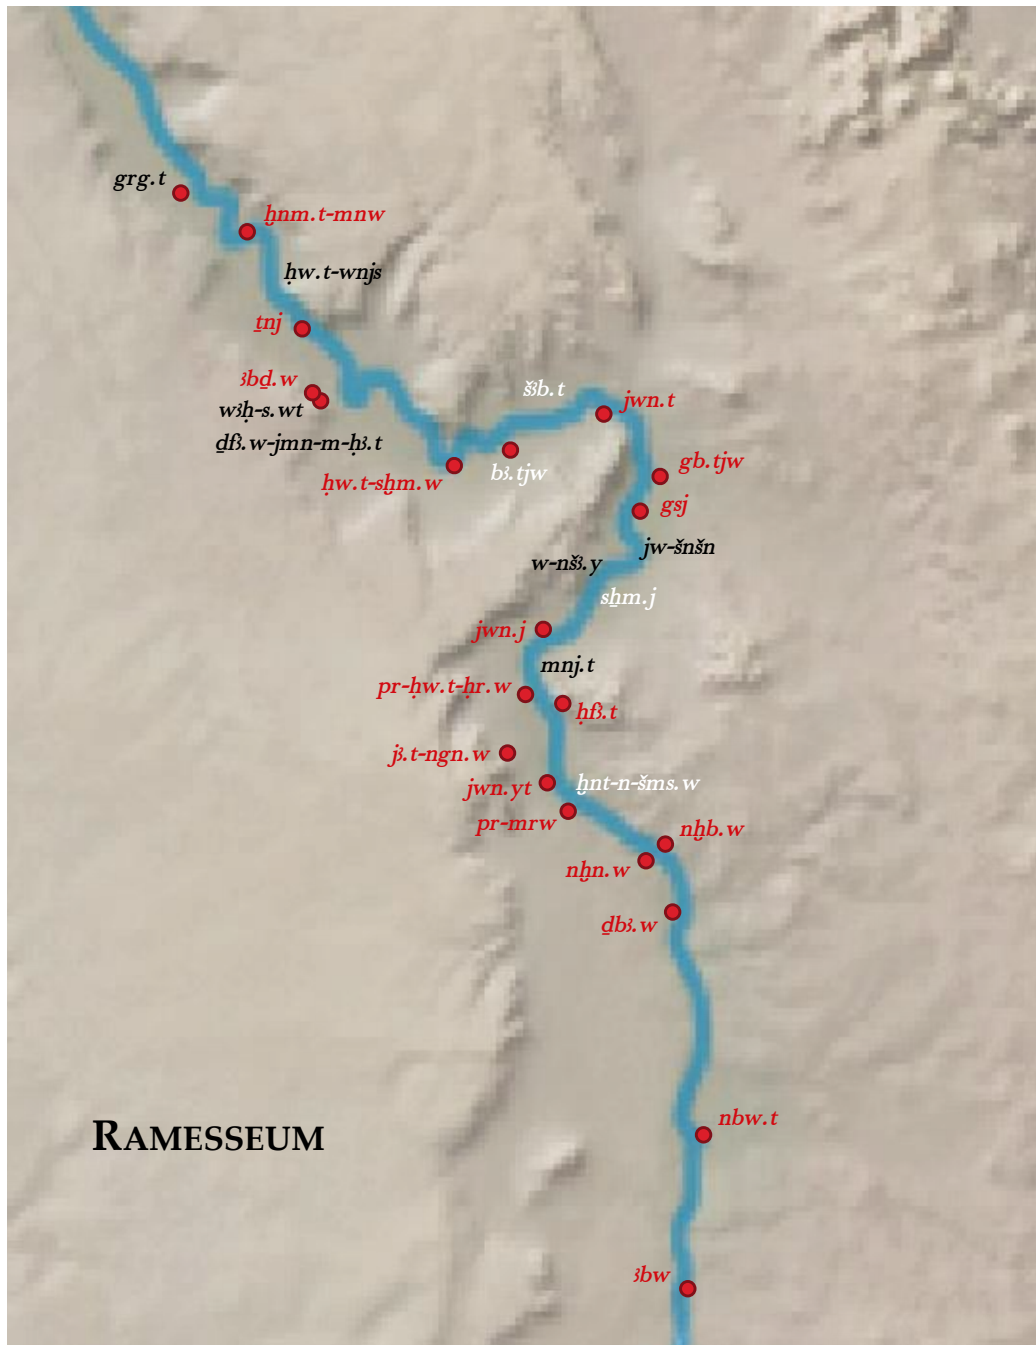 grg.t
ḫnm.t-mnw
ḥw.t-wnjs
ṯnj
ꜣbḏ.w
wꜣḥ-s.wt
ḏfꜣ.w-jmn-m-ḥꜣ.t
šꜣb.t
jwn.t
bꜣ.tjw
ḥw.t-sḫm.w
gb.tjw
gsj
jw-šnšn
w-nšꜣ.y
sḫm.j
jwn.j
mnj.t
pr-ḥw.t-ḥr.w
ḥfꜣ.t
jꜣ.t-ngn.w
jwn.yt
ḫnt-n-šms.w
pr-mrw
nḫb.w
nḫn.w
ḏbꜣ.w
nbw.t
RAMESSEUM
ꜣbw